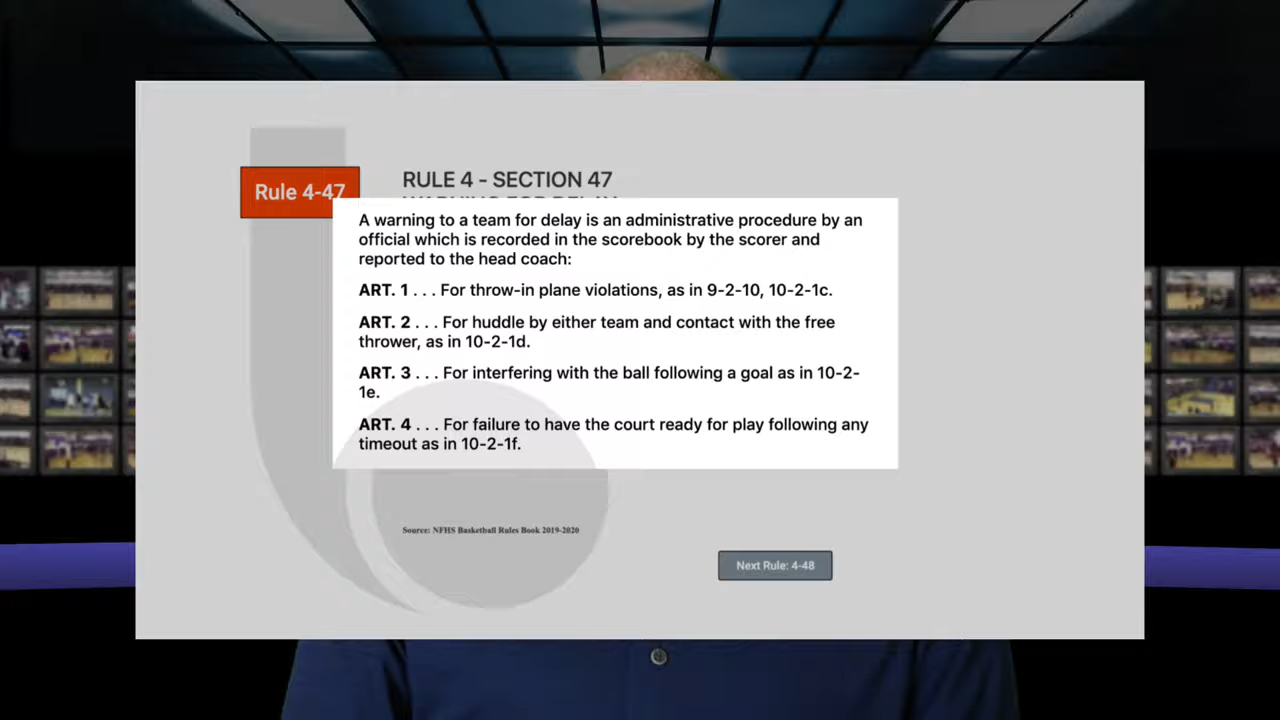 Rule 4-47
RULE 4 - SECTION 47
WARNING FOR DELAY
A warning to a team for delay is an administrative procedure by an
official which is recorded in the scorebook by the scorer and
reported to the head coach:
ART. 1 . . . For throw-in plane violations, as in 9-2-10, 10-2-1c.
ART. 2 . . . For huddle by either team and contact with the free
thrower, as in 10-2-1d.
ART. 3 . . . For interfering with the ball following a goal as in 10-2-
1e.
ART. 4 . . . For failure to have the court ready for play following any
timeout as in 10-2-1f.
Source: NFHS Basketball Rules Book 2019-2020
Next Rule: 4-48